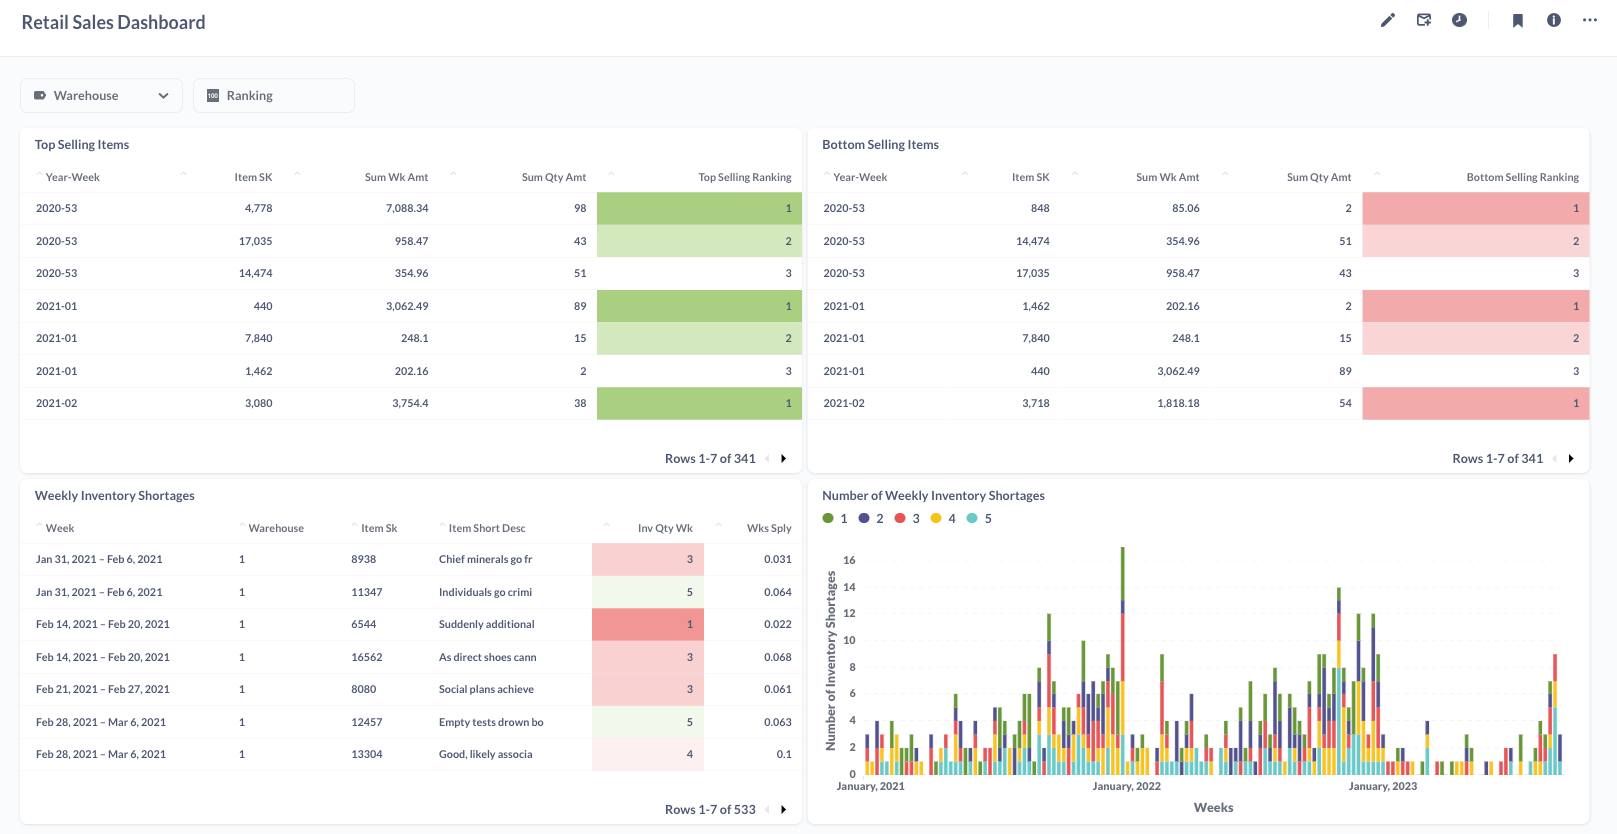 Retail Sales Dashboard
Warehouse
100 Ranking
Top Selling Items
Year-Week Item SK Sum Wk Amt Sum Qty Amt Top Selling Ranking
2020-53 4,778 7,088.34 98 1
2020-53 17,035 958.47 43 2
2020-53 14,474 354.96 51 3
2021-01 440 3,062.49 89 1
2021-01 7,840 248.1 15 2
2021-01 1,462 202.16 2 3
2021-02 3,080 3,754.4 38 1
Rows 1-7 of 341
Bottom Selling Items
Year-Week Item SK Sum Wk Amt Sum Qty Amt Bottom Selling Ranking
2020-53 848 85.06 2 1
2020-53 14,474 354.96 51 2
2020-53 17,035 958.47 43 3
2021-01 1,462 202.16 2 1
2021-01 7,840 248.1 15 2
2021-01 440 3,062.49 89 3
2021-02 3,718 1,818.18 54 1
Rows 1-7 of 341
Weekly Inventory Shortages
Week Warehouse Item Sk Item Short Desc Inv Qty Wk Wks Sply
Jan 31, 2021 – Feb 6, 2021 1 8938 Chief minerals go fr 3 0.031
Jan 31, 2021 – Feb 6, 2021 1 11347 Individuals go crimi 5 0.064
Feb 14, 2021 – Feb 20, 2021 1 6544 Suddenly additional 1 0.022
Feb 14, 2021 – Feb 20, 2021 1 16562 As direct shoes cann 3 0.068
Feb 21, 2021 – Feb 27, 2021 1 8080 Social plans achieve 3 0.061
Feb 28, 2021 – Mar 6, 2021 1 12457 Empty tests drown bo 5 0.063
Feb 28, 2021 – Mar 6, 2021 1 13304 Good, likely associa 4 0.1
Rows 1-7 of 533
Number of Weekly Inventory Shortages
1 2 3 4 5
Number of Inventory Shortages
16
14
12
10
8
6
4
2
0
January, 2021 January, 2022 January, 2023
Weeks